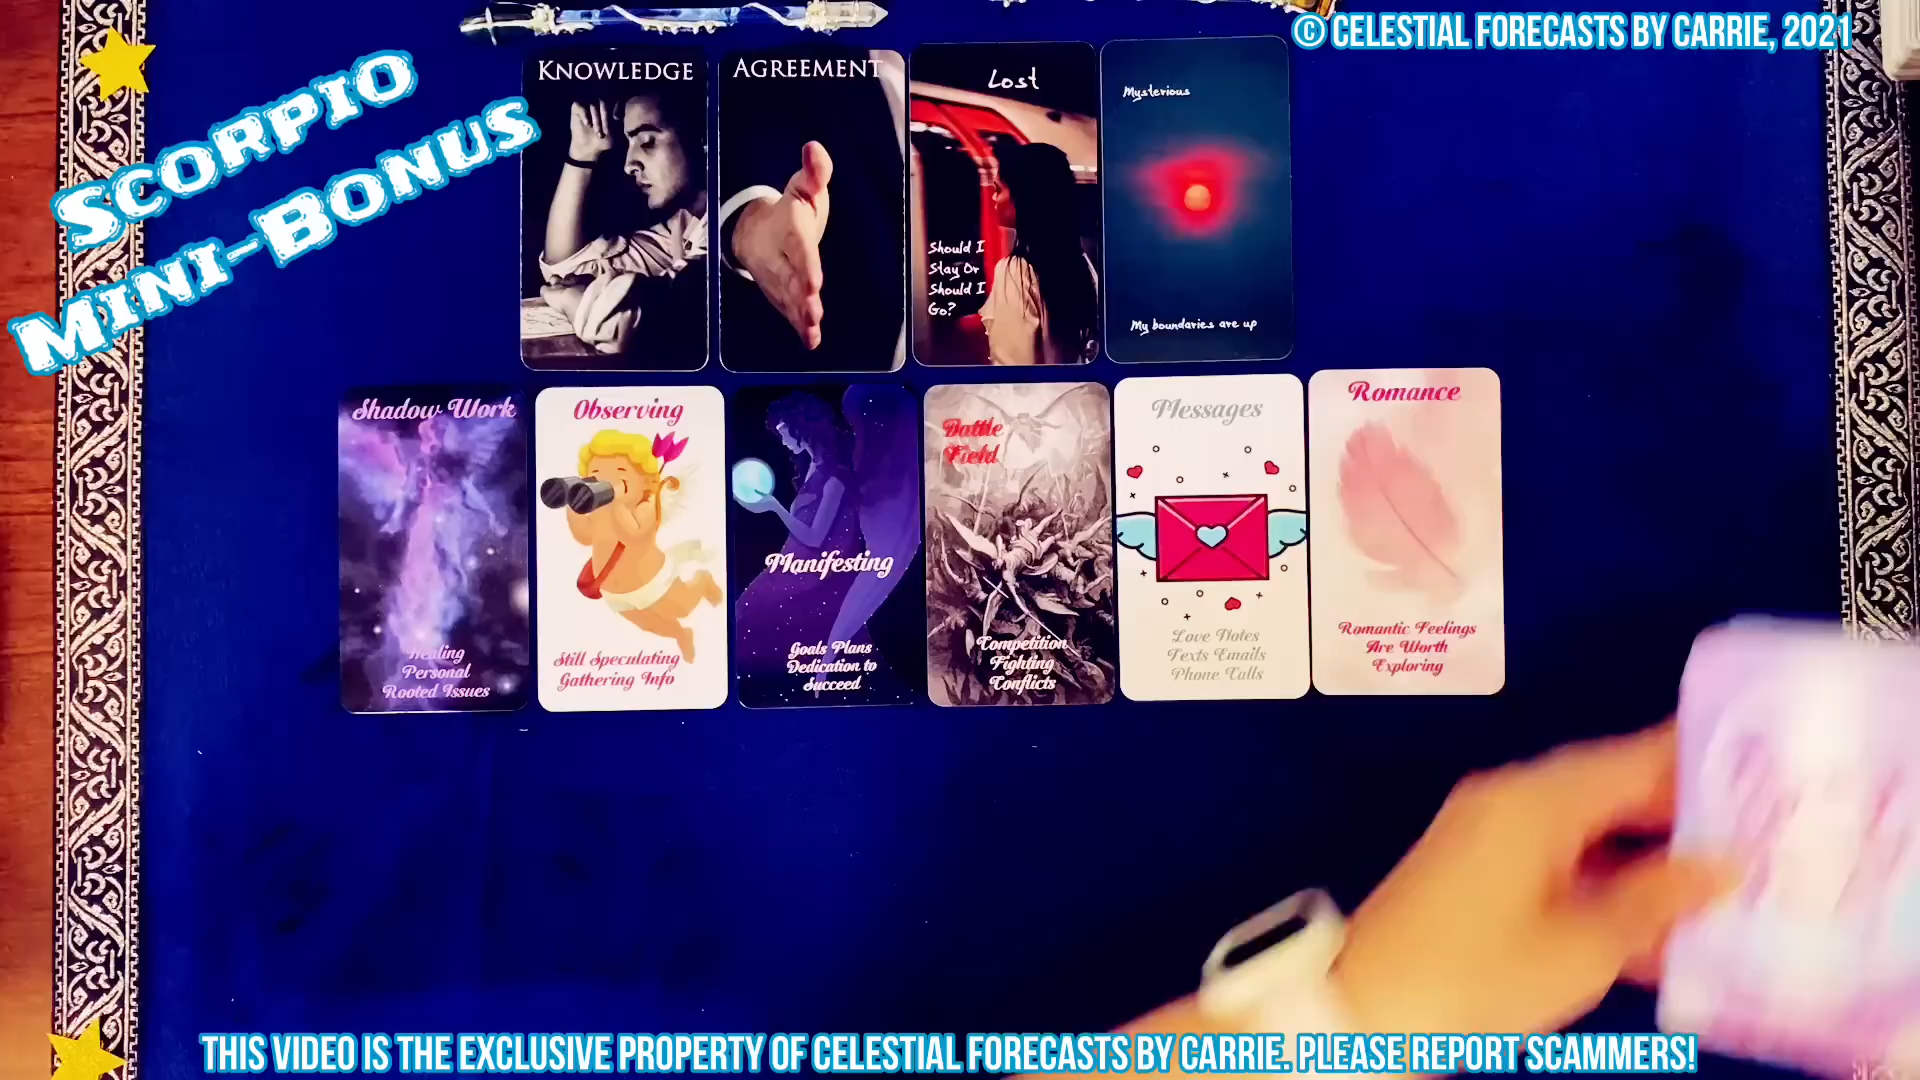 © CELESTIAL FORECASTS BY CARRIE, 2021
SCORPIO
MINI-BONUS
KNOWLEDGE
AGREEMENT
Lost
Should I
Stay Or
Should I
Go?
Mysterious
My boundaries are up
Shadow Work
Healing
Personal
Rooted Issues
Observing
Still Speculating
Gathering Info
Manifesting
Goals Plans
Dedication to
Succeed
Battle
Field
Competition
Fighting
Conflicts
Messages
Love Notes
Texts Emails
Phone Calls
Romance
Romantic Feelings
Are Worth
Exploring
THIS VIDEO IS THE EXCLUSIVE PROPERTY OF CELESTIAL FORECASTS BY CARRIE. PLEASE REPORT SCAMMERS!